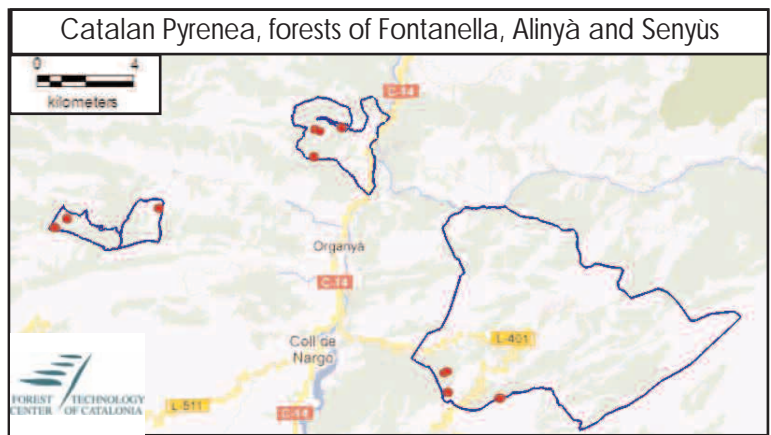 Catalan Pyrenea, forests of Fontanella, Alinyà and Senyùs
0 4
kilometers
C-14
Organyà
C-14
Coll de
Nargó
L-401
L-511
C-14
FOREST TECHNOLOGY
CENTER OF CATALONIA